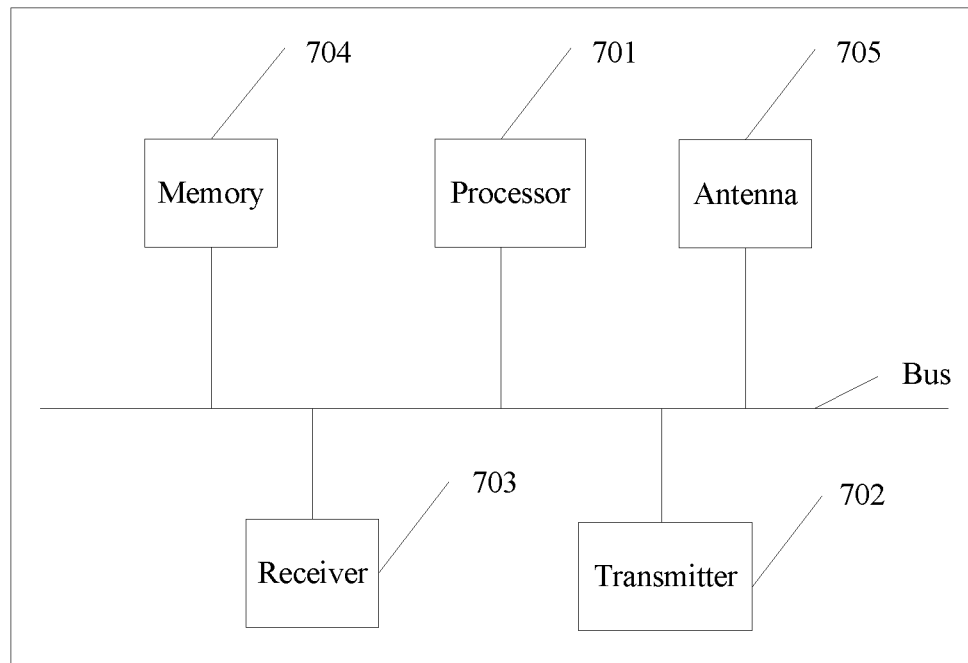 704
701
705
Memory
Processor
Antenna
Bus
703
702
Receiver
Transmitter